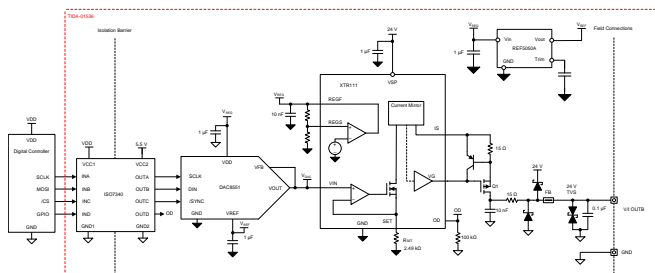 TIDA-01536
Isolation Barrier
Field Connections
24 V
1 µF
VSP
XTR111
REGF
REGS
10 nF
Current Mirror
IS
15 Ω
VG
Q1
VIN
SET
OD
GND
OD
100 kΩ
RSET
2.49 kΩ
VREG
1 µF
Vin
Vout
REF5050A
GND
Trim
VREF
VDD
VDD
Digital Controller
SCLK
MOSI
/CS
GPIO
GND
VDD
5.5 V
VCC1
VCC2
INA
OUTA
INB
OUTB
INC
OUTC
IND
OUTD
OD
ISO7340
GND1
GND2
VREG
1 µF
VDD
VFB
SCLK
DIN
DAC8551
VOUT
/SYNC
GND
VREF
VREF
1 µF
10 nF
15 Ω
24 V
FB
24 V
TVS
0.1 µF
V/I OUTB
GND